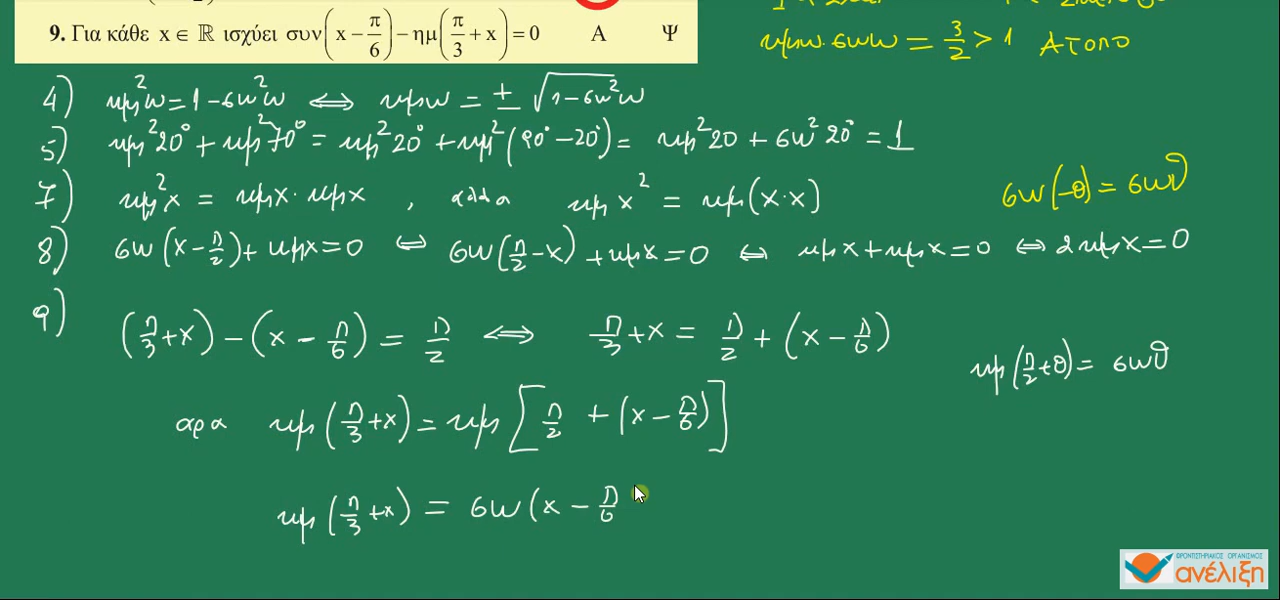 9. Για κάθε x ∈ ℝ ισχύει συν(x − π/6) − ημ(π/3 + x) = 0 Α Ψ
ημω·συνω = 3/2 > 1 ΑΤΟΠΟ
4) ημ²ω = 1 − συν²ω ⟺ ημω = ± √(1 − συν²ω)
5) ημ²20° + ημ²70° = ημ²20° + ημ²(90° − 20°) = ημ²20 + συν²20° = 1
7) ημ²x = ημx · ημx , αλλα ημx² = ημ(x·x)
συν(−θ) = συνθ
8) συν(x − π/2) + ημx = 0 ⟺ συν(π/2 − x) + ημx = 0 ⟺ ημx + ημx = 0 ⟺ 2ημx = 0
9) (π/3 + x) − (x − π/6) = π/2 ⟺ π/3 + x = π/2 + (x − π/6)
ημ(π/2 + θ) = συνθ
αρα ημ(π/3 + x) = ημ[π/2 + (x − π/6)]
ημ(π/3 + x) = συν(x − π/6
ΦΡΟΝΤΙΣΤΗΡΙΑΚΟΣ ΟΡΓΑΝΙΣΜΟΣ
ανέλιξη